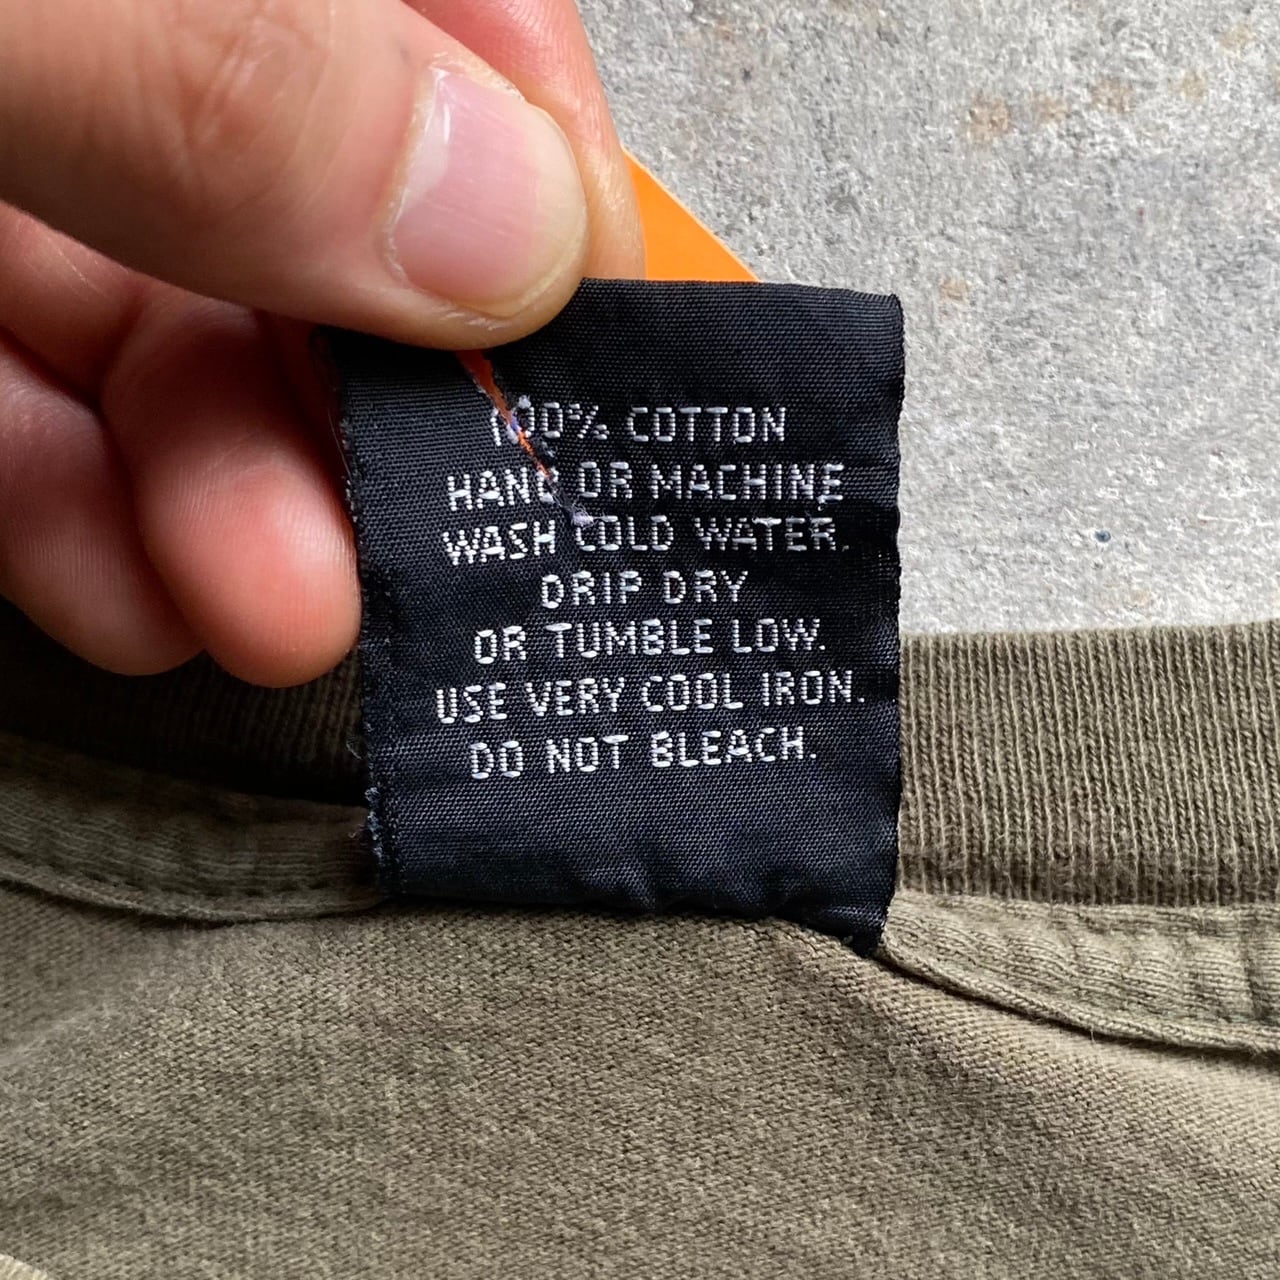 100% COTTON
HAND OR MACHINE
WASH COLD WATER.
DRIP DRY
OR TUMBLE LOW.
USE VERY COOL IRON.
DO NOT BLEACH.